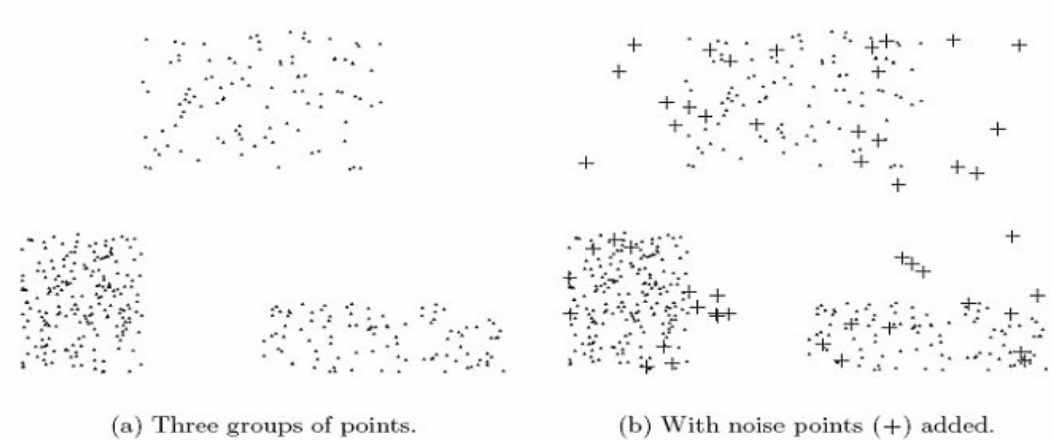 (a) Three groups of points.
(b) With noise points (+) added.